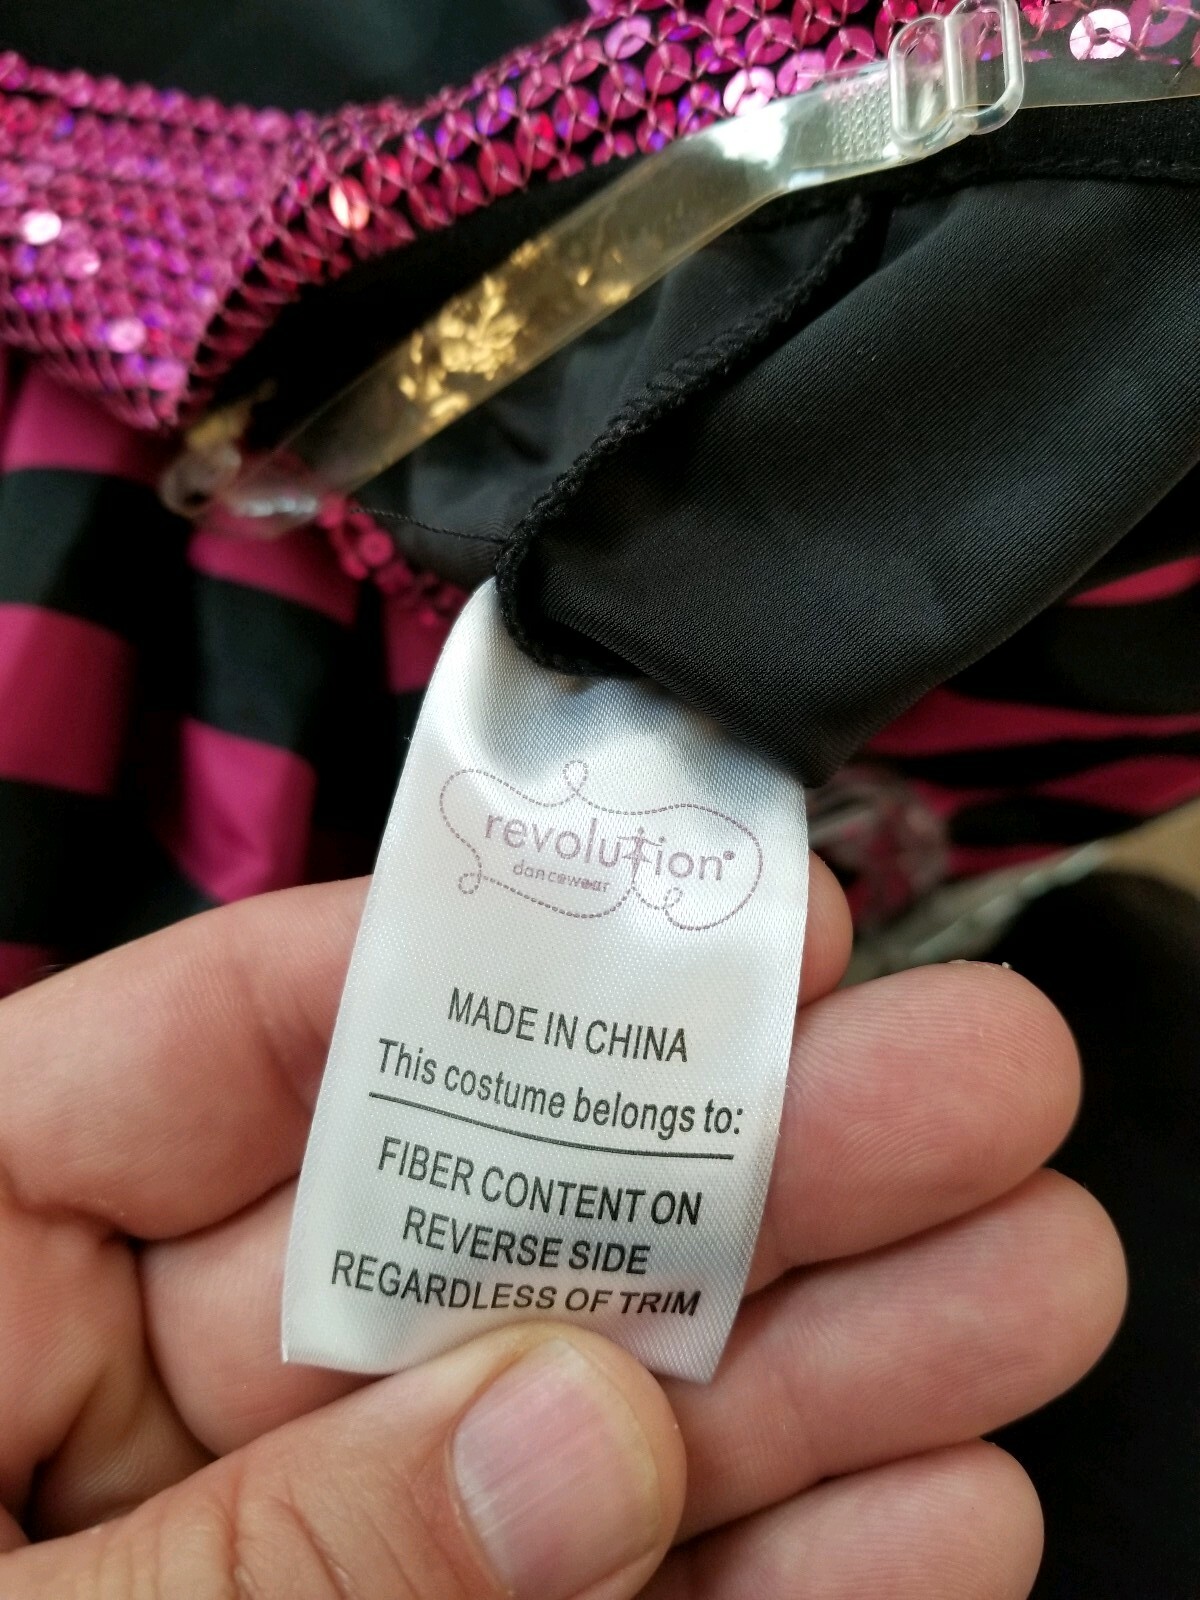 revolution
dancewear
MADE IN CHINA
This costume belongs to:
FIBER CONTENT ON
REVERSE SIDE
REGARDLESS OF TRIM